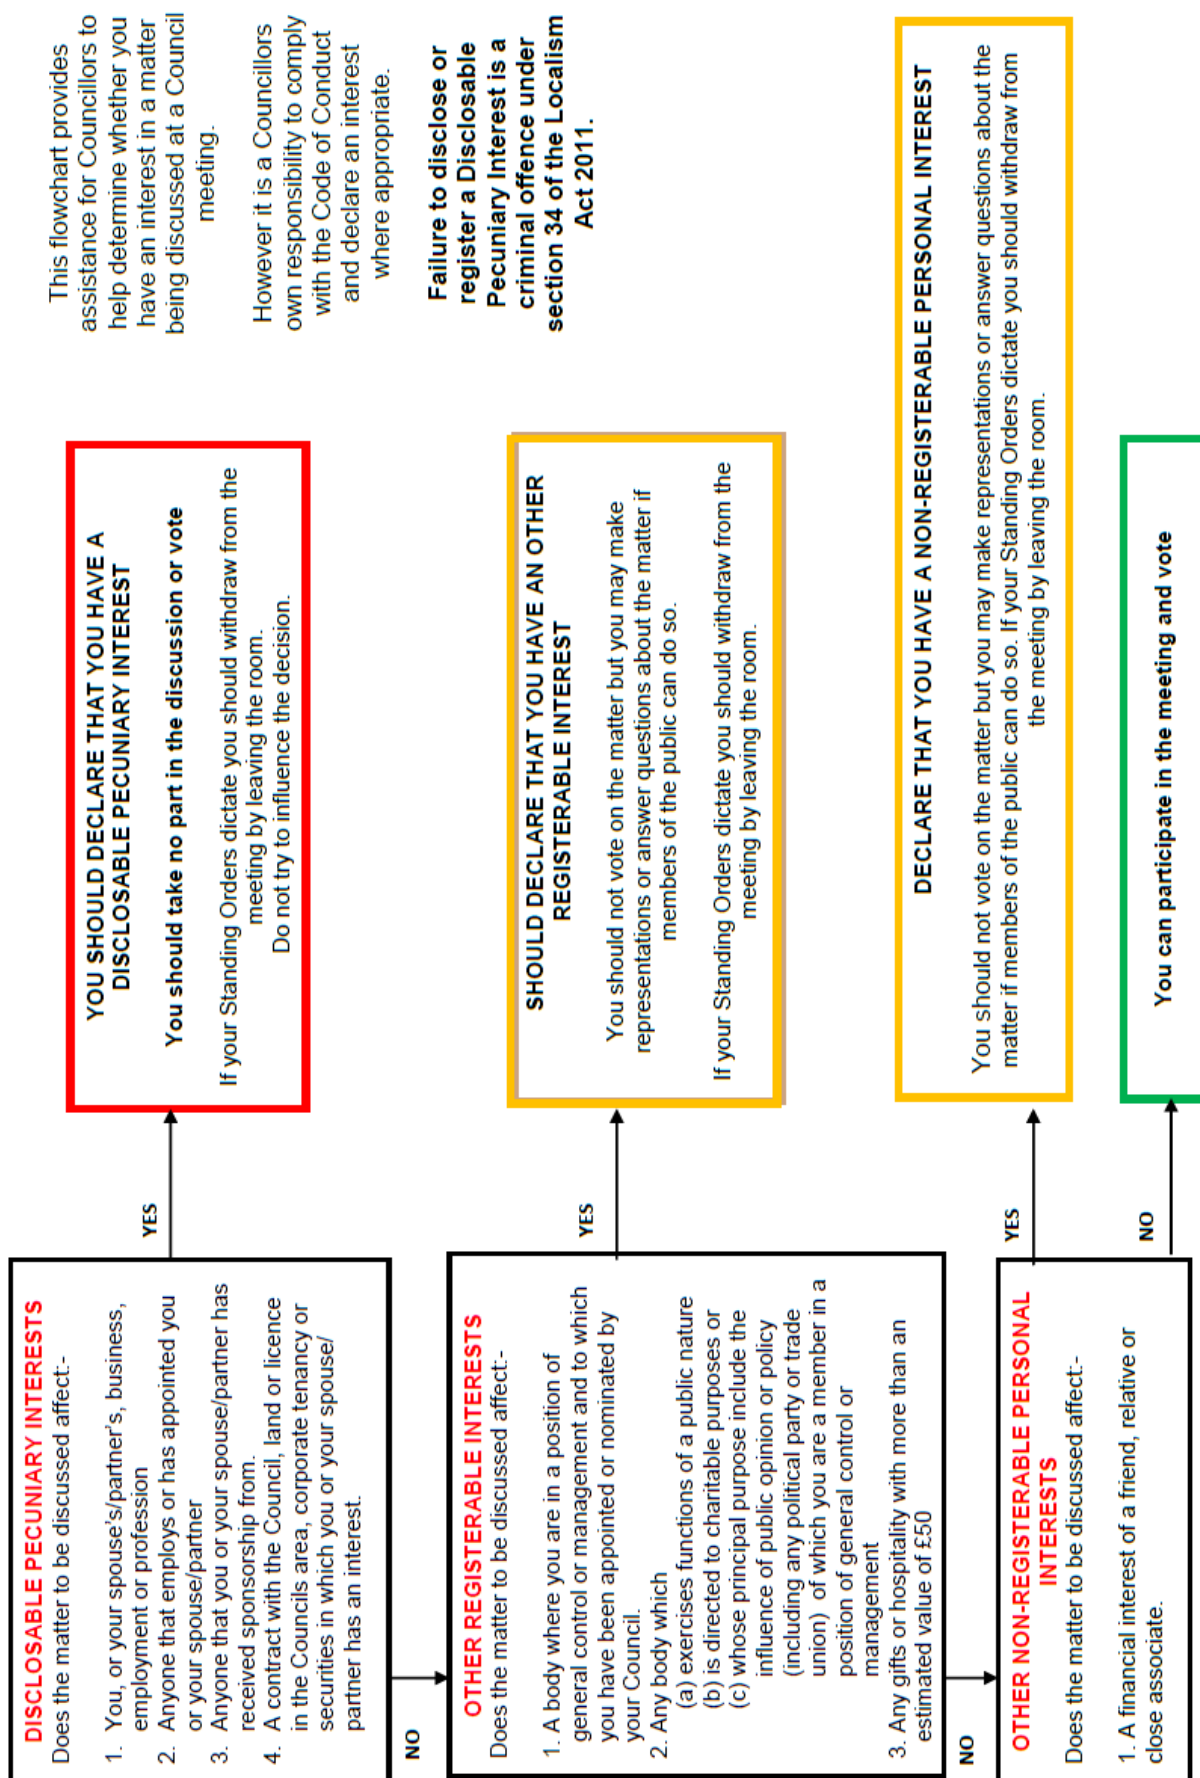 DISCLOSABLE PECUNIARY INTERESTS
Does the matter to be discussed affect:-
1. You, or your spouse's/partner's, business,
employment or profession
2. Anyone that employs or has appointed you
or your spouse/partner
3. Anyone that you or your spouse/partner has
received sponsorship from.
4. A contract with the Council, land or licence
in the Councils area, corporate tenancy or
securities in which you or your spouse/
partner has an interest.
YES
YOU SHOULD DECLARE THAT YOU HAVE A
DISCLOSABLE PECUNIARY INTEREST
You should take no part in the discussion or vote
If your Standing Orders dictate you should withdraw from the
meeting by leaving the room.
Do not try to influence the decision.
This flowchart provides
assistance for Councillors to
help determine whether you
have an interest in a matter
being discussed at a Council
meeting.
However it is a Councillors
own responsibility to comply
with the Code of Conduct
and declare an interest
where appropriate.
Failure to disclose or
register a Disclosable
Pecuniary Interest is a
criminal offence under
section 34 of the Localism
Act 2011.
NO
OTHER REGISTERABLE INTERESTS
Does the matter to be discussed affect:-
1. A body where you are in a position of
general control or management and to which
you have been appointed or nominated by
your Council.
2. Any body which
(a) exercises functions of a public nature
(b) is directed to charitable purposes or
(c) whose principal purpose include the
influence of public opinion or policy
(including any political party or trade
union) of which you are a member in a
position of general control or
management
3. Any gifts or hospitality with more than an
estimated value of £50
YES
SHOULD DECLARE THAT YOU HAVE AN OTHER
REGISTERABLE INTEREST
You should not vote on the matter but you may make
representations or answer questions about the matter if
members of the public can do so.
If your Standing Orders dictate you should withdraw from the
meeting by leaving the room.
NO
OTHER NON-REGISTERABLE PERSONAL
INTERESTS
Does the matter to be discussed affect:-
1. A financial interest of a friend, relative or
close associate.
YES
DECLARE THAT YOU HAVE A NON-REGISTERABLE PERSONAL INTEREST
You should not vote on the matter but you may make representations or answer questions about the
matter if members of the public can do so. If your Standing Orders dictate you should withdraw from
the meeting by leaving the room.
NO
You can participate in the meeting and vote